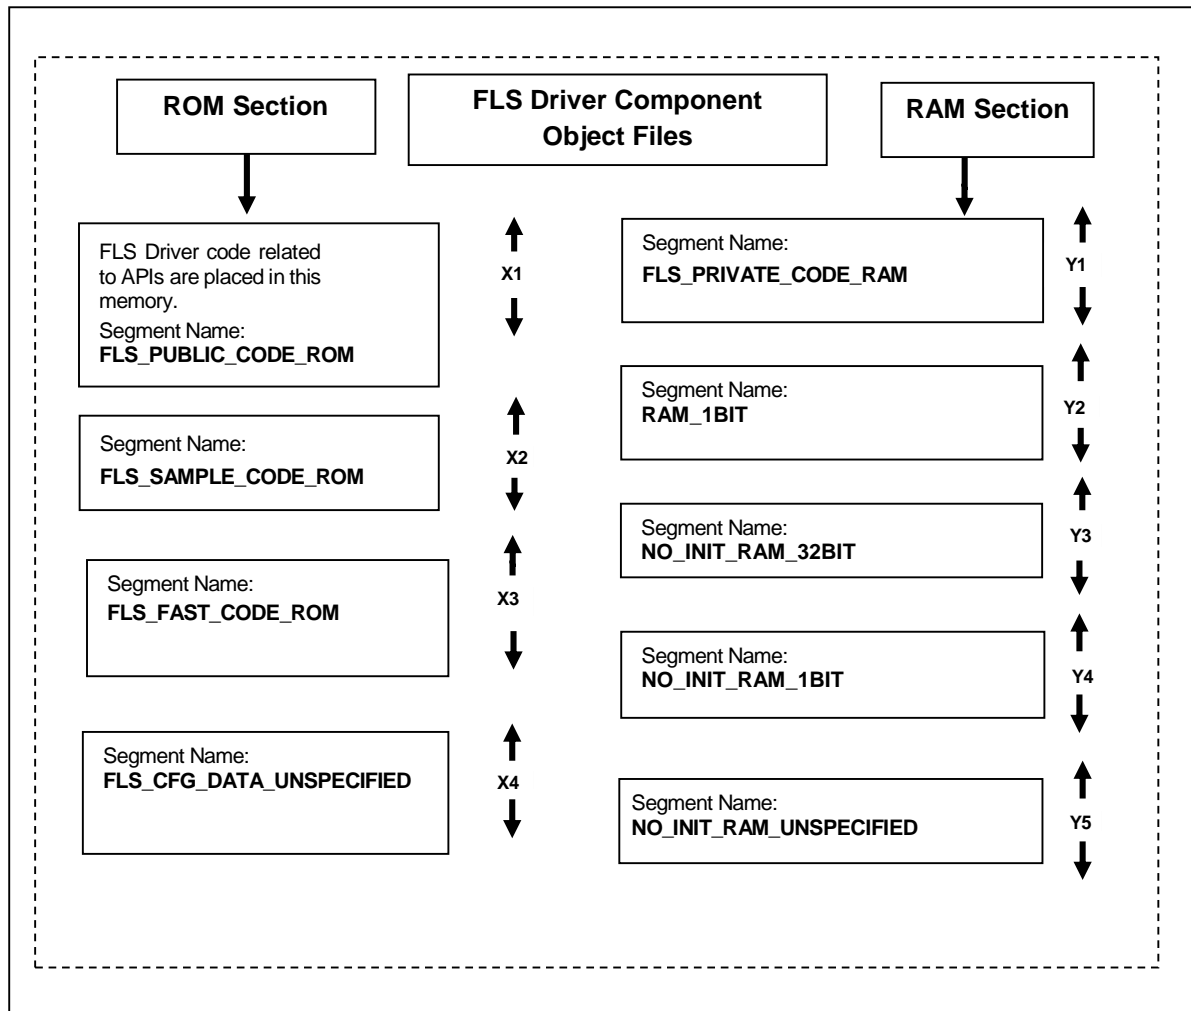 ROM Section
FLS Driver Component
Object Files
RAM Section
FLS Driver code related
to APIs are placed in this
memory.
Segment Name:
FLS_PUBLIC_CODE_ROM
X1
Segment Name:
FLS_PRIVATE_CODE_RAM
Y1
Segment Name:
FLS_SAMPLE_CODE_ROM
X2
Segment Name:
RAM_1BIT
Y2
Segment Name:
FLS_FAST_CODE_ROM
X3
Segment Name:
NO_INIT_RAM_32BIT
Y3
Segment Name:
NO_INIT_RAM_1BIT
Y4
Segment Name:
FLS_CFG_DATA_UNSPECIFIED
X4
Segment Name:
NO_INIT_RAM_UNSPECIFIED
Y5